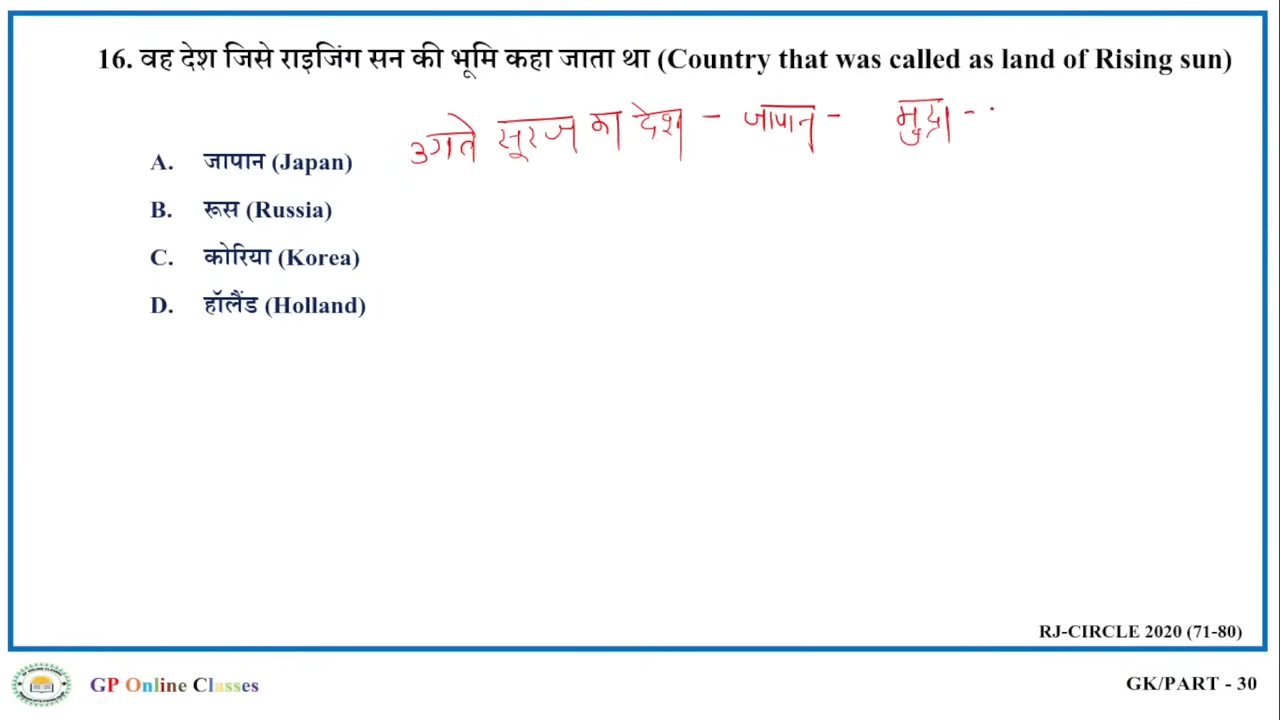 16. वह देश जिसे राइजिंग सन की भूमि कहा जाता था (Country that was called as land of Rising sun)
उगते सूरज का देश - जापान - मुद्रा -
A. जापान (Japan)
B. रूस (Russia)
C. कोरिया (Korea)
D. हॉलैंड (Holland)
RJ-CIRCLE 2020 (71-80)
GP Online Classes
GK/PART - 30